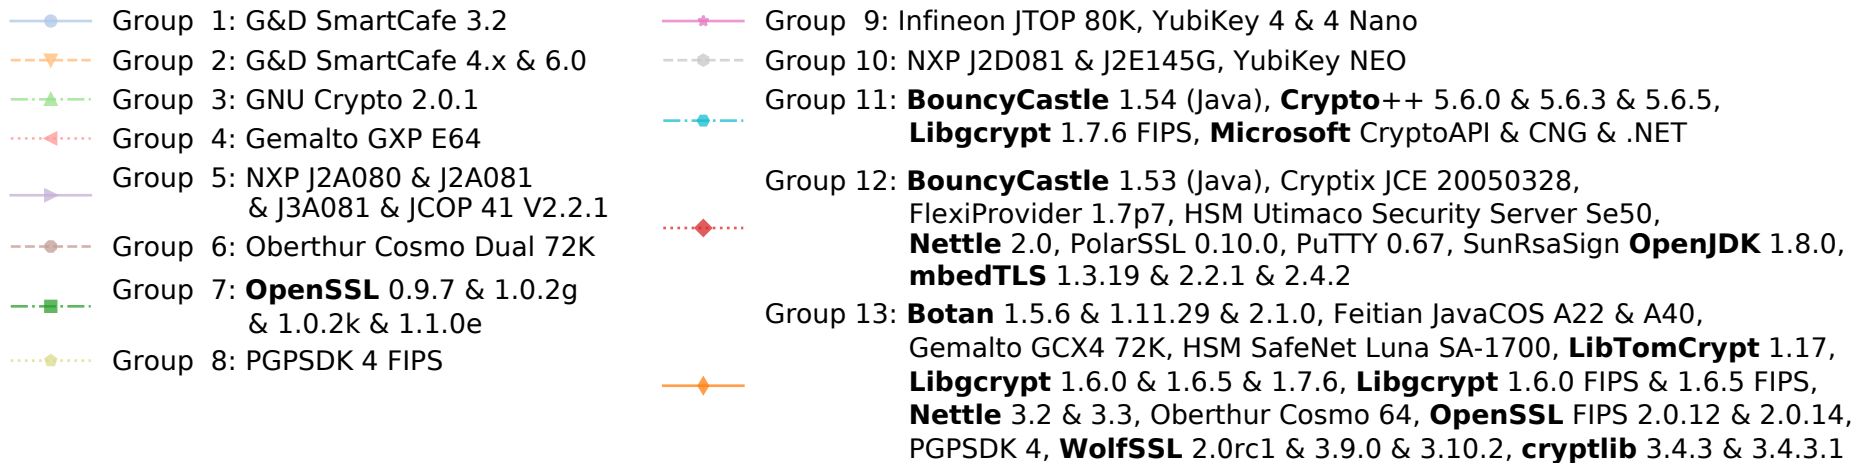 Group 1: G&D SmartCafe 3.2
Group 2: G&D SmartCafe 4.x & 6.0
Group 3: GNU Crypto 2.0.1
Group 4: Gemalto GXP E64
Group 5: NXP J2A080 & J2A081
& J3A081 & JCOP 41 V2.2.1
Group 6: Oberthur Cosmo Dual 72K
Group 7: OpenSSL 0.9.7 & 1.0.2g
& 1.0.2k & 1.1.0e
Group 8: PGPSDK 4 FIPS
Group 9: Infineon JTOP 80K, YubiKey 4 & 4 Nano
Group 10: NXP J2D081 & J2E145G, YubiKey NEO
Group 11: BouncyCastle 1.54 (Java), Crypto++ 5.6.0 & 5.6.3 & 5.6.5,
Libgcrypt 1.7.6 FIPS, Microsoft CryptoAPI & CNG & .NET
Group 12: BouncyCastle 1.53 (Java), Cryptix JCE 20050328,
FlexiProvider 1.7p7, HSM Utimaco Security Server Se50,
Nettle 2.0, PolarSSL 0.10.0, PuTTY 0.67, SunRsaSign OpenJDK 1.8.0,
mbedTLS 1.3.19 & 2.2.1 & 2.4.2
Group 13: Botan 1.5.6 & 1.11.29 & 2.1.0, Feitian JavaCOS A22 & A40,
Gemalto GCX4 72K, HSM SafeNet Luna SA-1700, LibTomCrypt 1.17,
Libgcrypt 1.6.0 & 1.6.5 & 1.7.6, Libgcrypt 1.6.0 FIPS & 1.6.5 FIPS,
Nettle 3.2 & 3.3, Oberthur Cosmo 64, OpenSSL FIPS 2.0.12 & 2.0.14,
PGPSDK 4, WolfSSL 2.0rc1 & 3.9.0 & 3.10.2, cryptlib 3.4.3 & 3.4.3.1